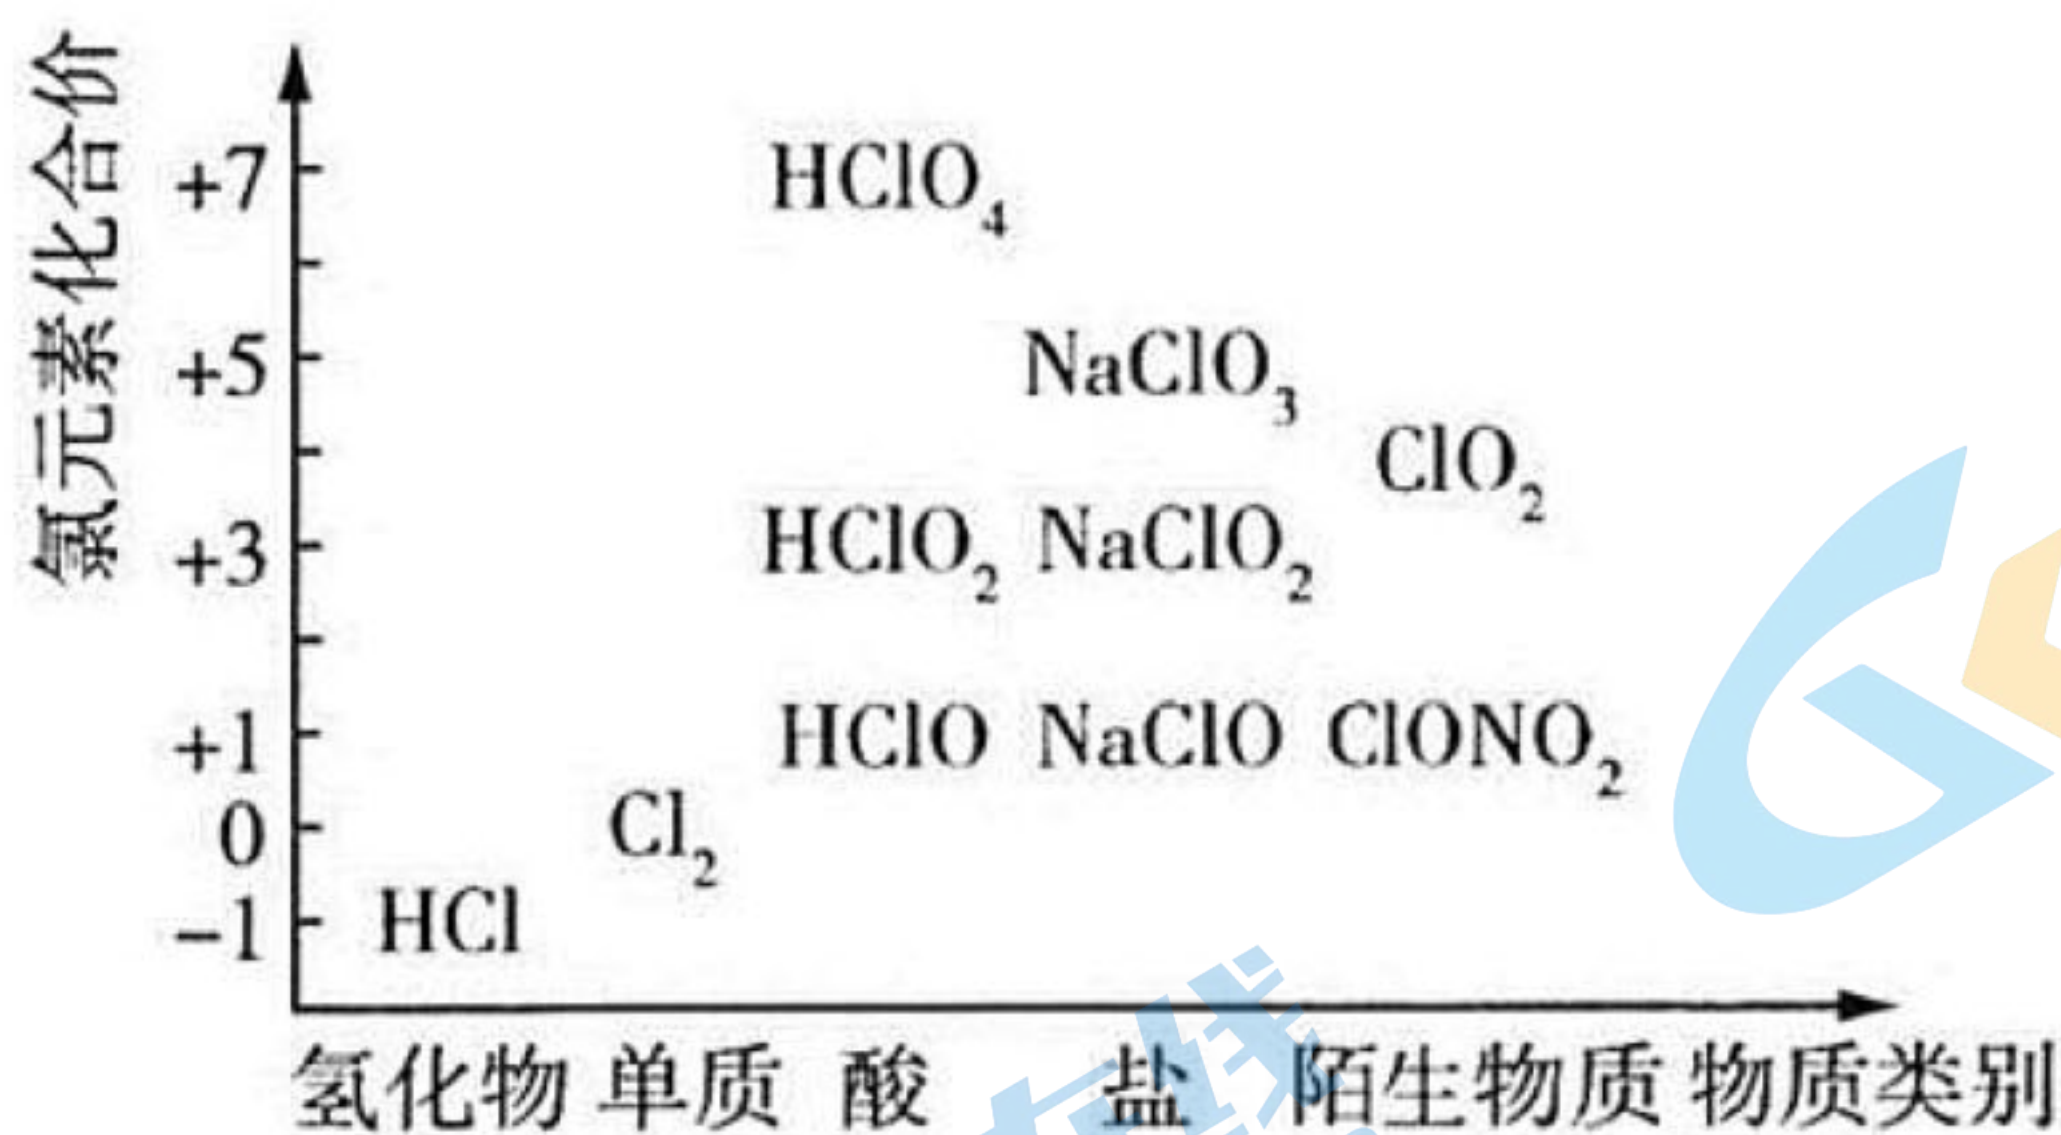 氯元素化合价
+7 HClO₄
+5 NaClO₃
ClO₂
+3 HClO₂ NaClO₂
+1 HClO NaClO ClONO₂
0 Cl₂
-1 HCl
氢化物 单质 酸 盐 陌生物质 物质类别